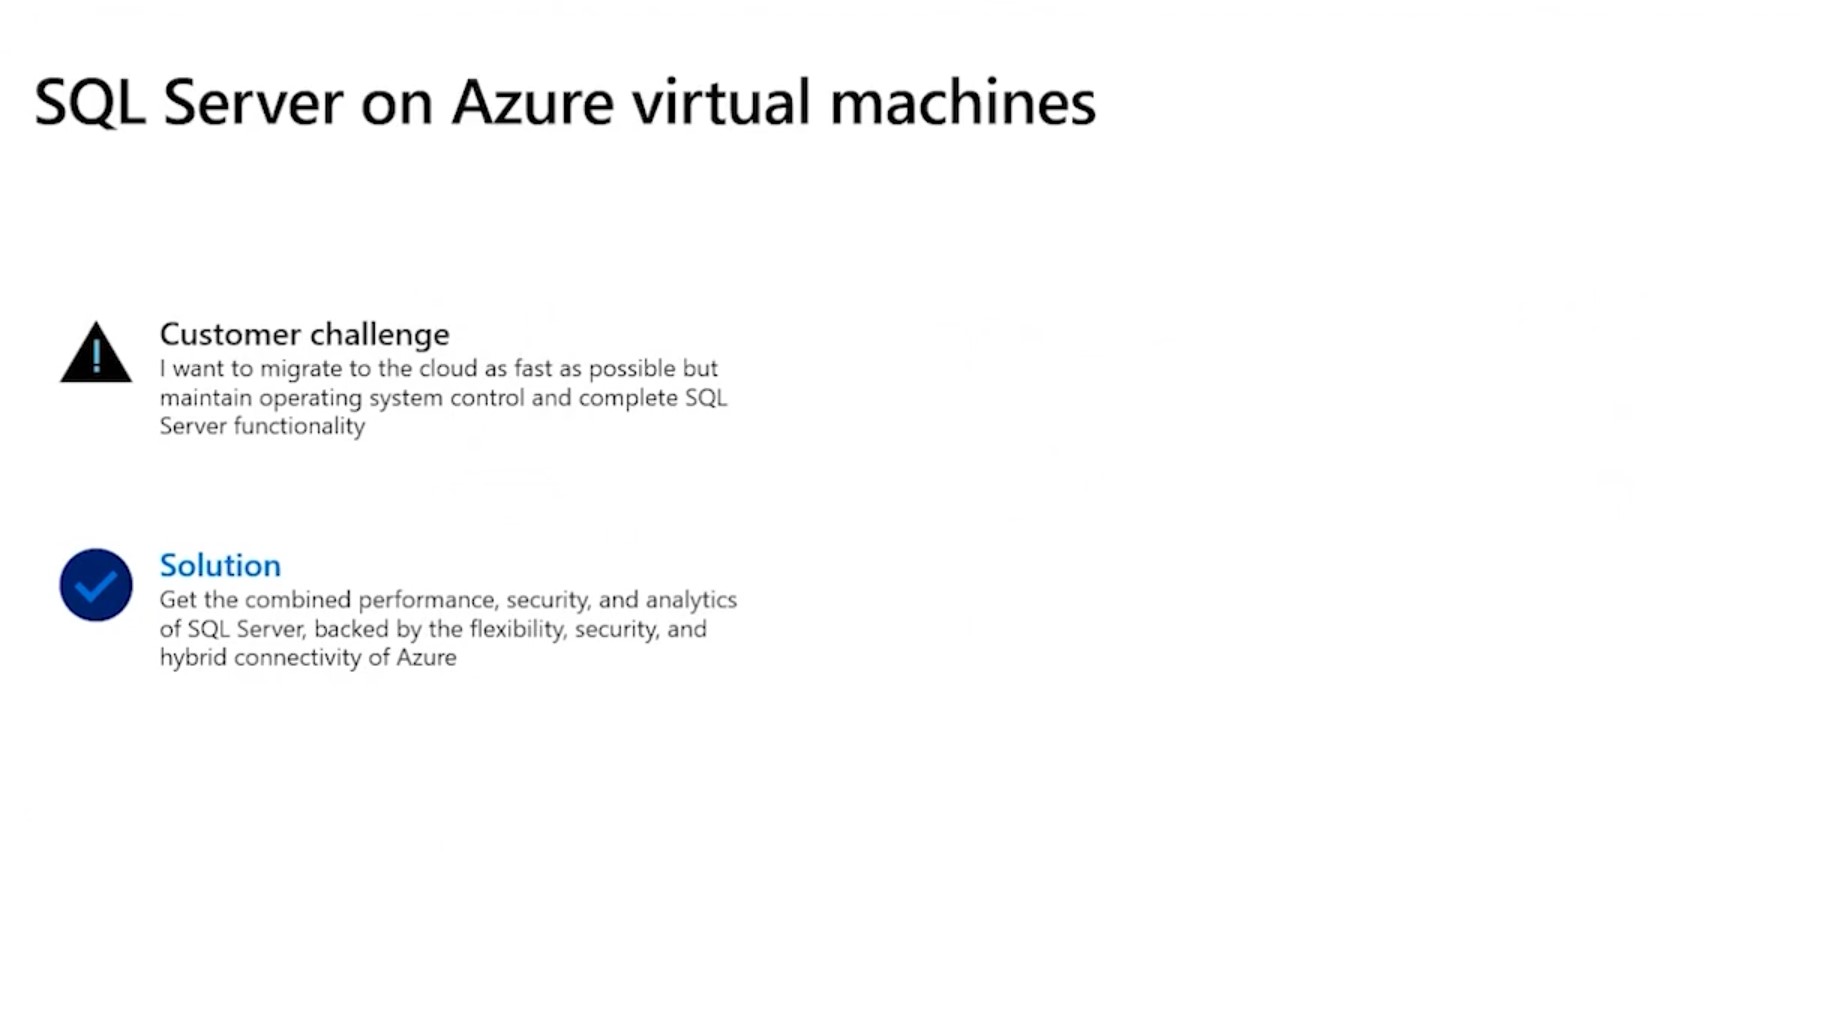 SQL Server on Azure virtual machines
Customer challenge
I want to migrate to the cloud as fast as possible but
maintain operating system control and complete SQL
Server functionality
Solution
Get the combined performance, security, and analytics
of SQL Server, backed by the flexibility, security, and
hybrid connectivity of Azure